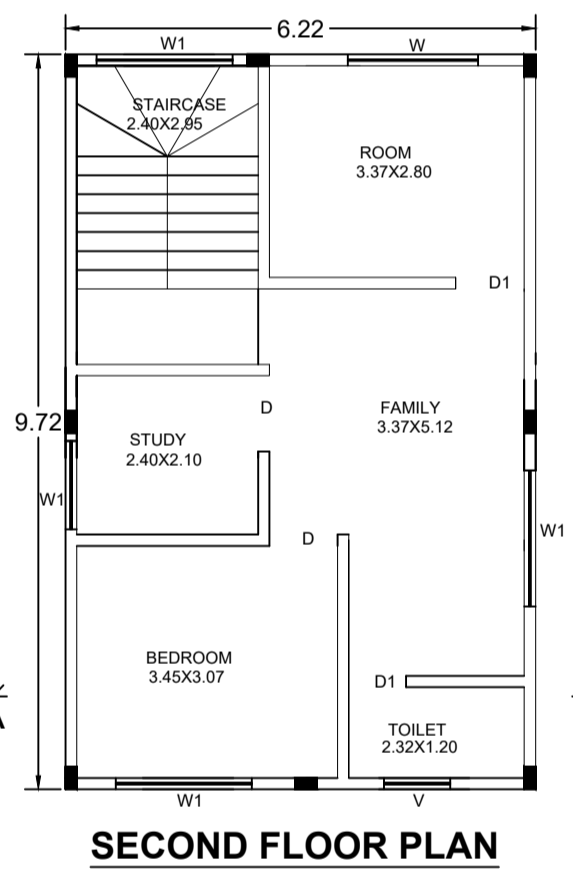 6.22
W1
W
STAIRCASE
2.40X2.95
ROOM
3.37X2.80
D1
9.72
D
FAMILY
3.37X5.12
STUDY
2.40X2.10
W1
W1
D
BEDROOM
3.45X3.07
D1
TOILET
2.32X1.20
W1
V
SECOND FLOOR PLAN